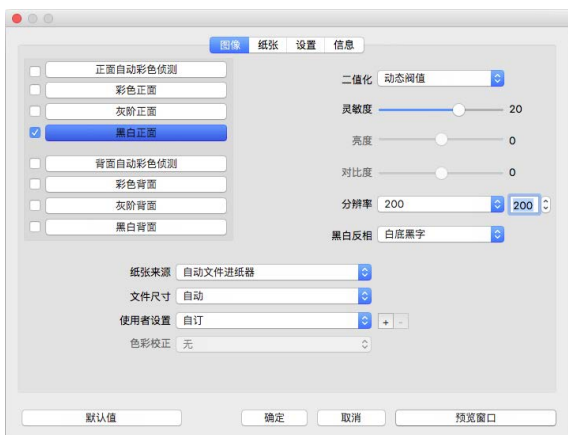 图像 纸张 设置 信息
正面自动彩色侦测
彩色正面
灰阶正面
黑白正面
背面自动彩色侦测
彩色背面
灰阶背面
黑白背面
二值化 动态阀值
灵敏度 20
亮度 0
对比度 0
分辨率 200 200
黑白反相 白底黑字
纸张来源 自动文件进纸器
文件尺寸 自动
使用者设置 自订 + -
色彩校正 无
默认值 确定 取消 预览窗口